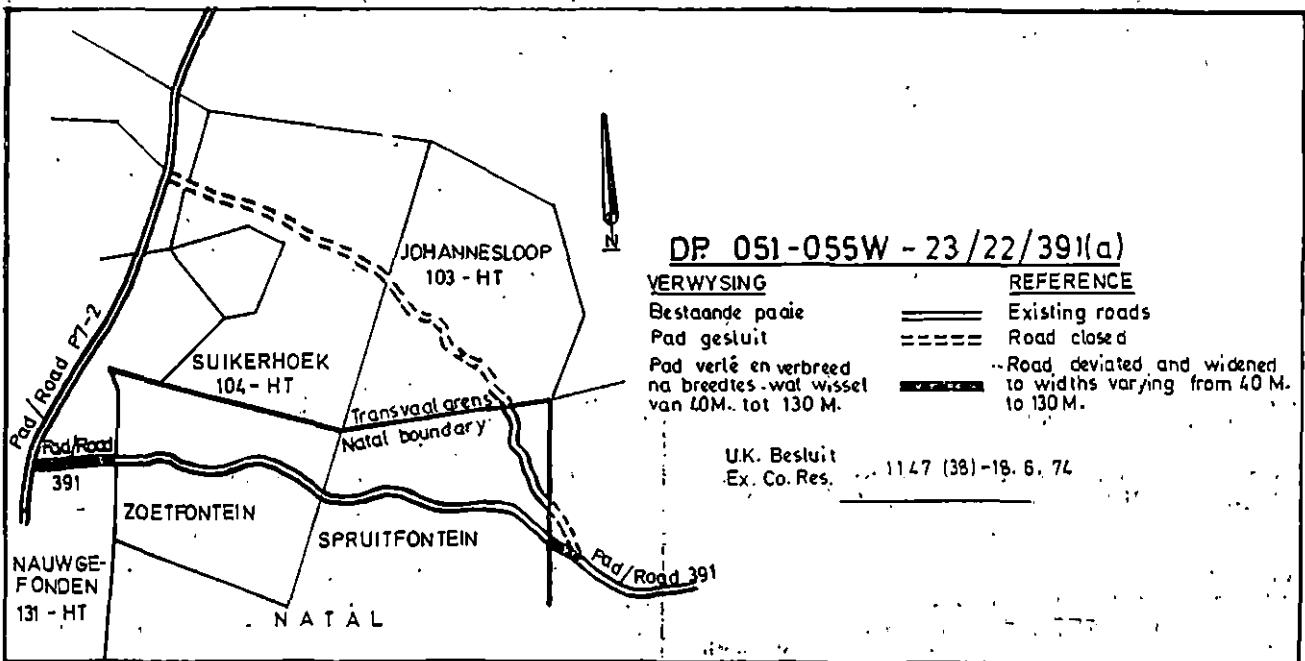 JOHANNESLOOP
103 - HT
SUIKERHOEK
104 - HT
Pad/Road P7-2
Transvaal grens
Natal boundary
Pad/Road
391
ZOETFONTEIN
SPRUITFONTEIN
NAUWGE-
FONDEN
131 - HT
NATAL
Pad/Road 391
N
DP. 051-055W - 23/22/391(a)
VERWYSING
REFERENCE
Bestaande paaie
Existing roads
Pad gesluit
Road closed
Pad verlê en verbreed
na breedtes wat wissel
van 40M. tot 130 M.
Road deviated and widened
to widths varying from 40 M.
to 130 M.
U.K. Besluit
Ex. Co. Res.
1147 (38)-18. 6. 74